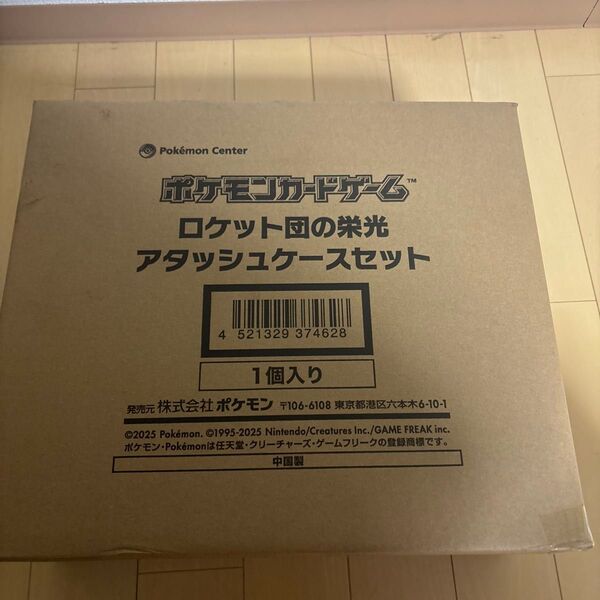 Pokémon Center
ポケモンカードゲーム™
ロケット団の栄光
アタッシュケースセット
4 521329 374628
1個入り
発売元 株式会社ポケモン 〒106-6108 東京都港区六本木6-10-1
©2025 Pokémon. ©1995-2025 Nintendo/Creatures Inc./GAME FREAK inc.
ポケモン・Pokémonは任天堂・クリーチャーズ・ゲームフリークの登録商標です。
中国製